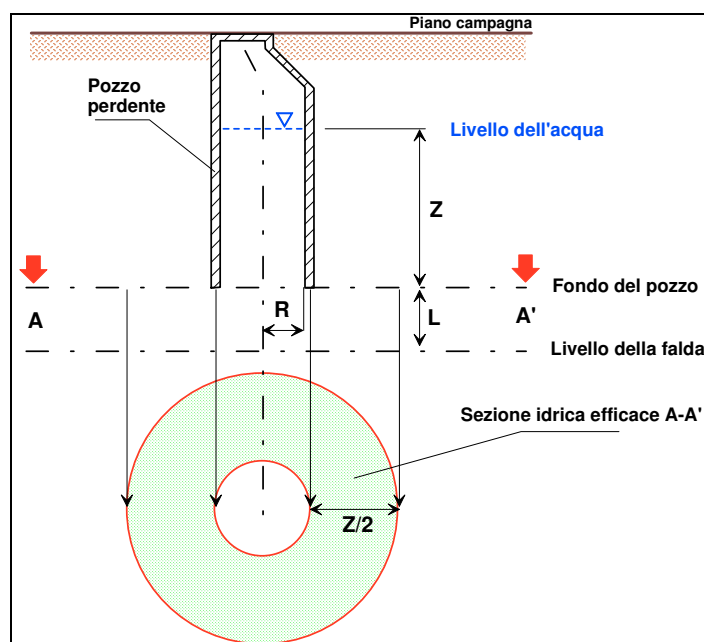 Piano campagna
Pozzo
perdente
Livello dell'acqua
Z
Fondo del pozzo
A
R
L
A'
Livello della falda
Sezione idrica efficace A-A'
Z/2